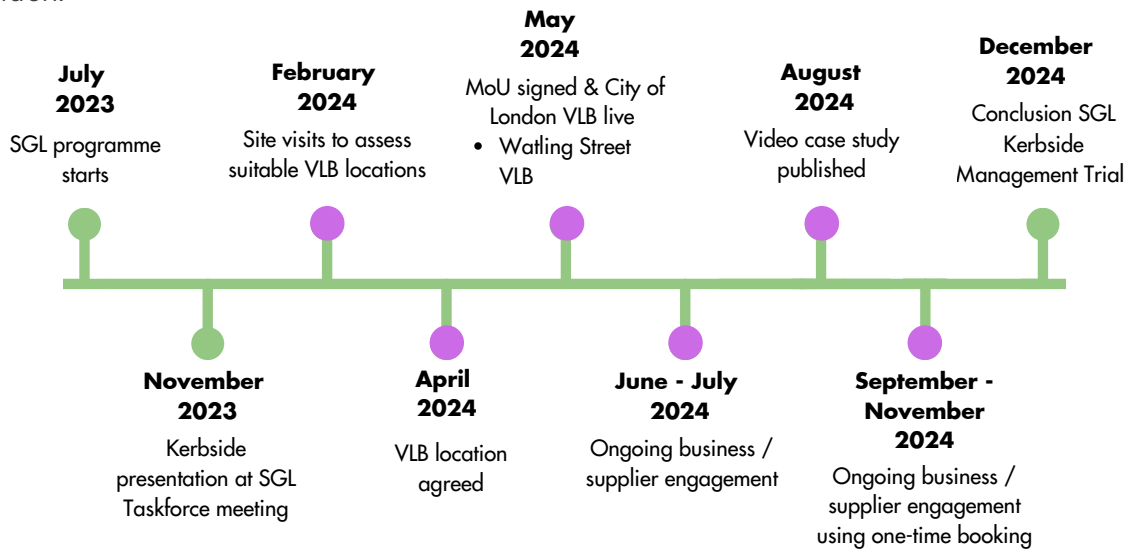 July
2023
SGL programme
starts
February
2024
Site visits to assess
suitable VLB locations
May
2024
MoU signed & City of
London VLB live
• Watling Street
VLB
August
2024
Video case study
published
December
2024
Conclusion SGL
Kerbside
Management Trial
November
2023
Kerbside
presentation at SGL
Taskforce meeting
April
2024
VLB location
agreed
June - July
2024
Ongoing business /
supplier engagement
September -
November
2024
Ongoing business /
supplier engagement
using one-time booking